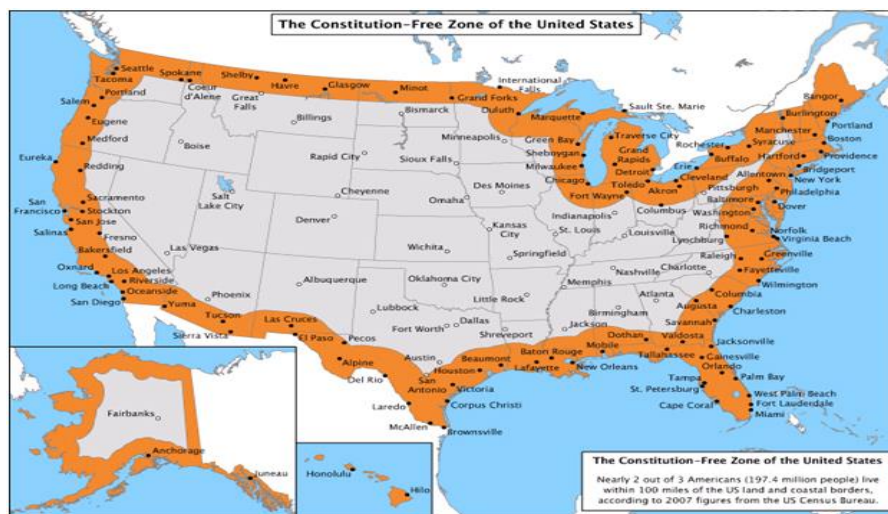 The Constitution-Free Zone of the United States
Seattle
Tacoma
Spokane
Coeur
d'Alene
Shelby
Havre
Great
Falls
Glasgow
Minot
Grand Forks
International
Falls
Duluth
Marquette
Sault Ste. Marie
Bangor
Burlington
Portland
Manchester
Boston
Portland
Salem
Eugene
Medford
Billings
Bismarck
Minneapolis
Green Bay
Traverse City
Rochester
Syracuse
Buffalo
Hartford
Providence
Bridgeport
New York
Eureka
Redding
Boise
Rapid City
Sioux Falls
Sheboygan
Milwaukee
Grand
Rapids
Detroit
Erie
Cleveland
Allentown
Philadelphia
Chicago
Toledo
Fort Wayne
Akron
Pittsburgh
Baltimore
Washington
Dover
San
Francisco
Sacramento
Stockton
San Jose
Salinas
Fresno
Bakersfield
Salt
Lake City
Cheyenne
Denver
Omaha
Des Moines
Columbus
Indianapolis
St. Louis
Kansas
City
Louisville
Richmond
Lynchburg
Norfolk
Virginia Beach
Las Vegas
Wichita
Springfield
Raleigh
Greenville
Fayetteville
Wilmington
Oxnard
Los Angeles
Riverside
Long Beach
Oceanside
San Diego
Yuma
Phoenix
Tucson
Sierra Vista
Albuquerque
Las Cruces
El Paso
Oklahoma City
Little Rock
Memphis
Nashville
Charlotte
Columbia
Charleston
Augusta
Savannah
Atlanta
Birmingham
Lubbock
Fort Worth
Dallas
Shreveport
Jackson
Dothan
Valdosta
Mobile
Tallahassee
Jacksonville
Gainesville
Orlando
Palm Bay
Pecos
Alpine
Del Rio
Austin
San
Antonio
Houston
Beaumont
Baton Rouge
Lafayette
New Orleans
Victoria
Corpus Christi
Laredo
McAllen
Brownsville
Tampa
St. Petersburg
Cape Coral
West Palm Beach
Fort Lauderdale
Miami
Fairbanks
Anchorage
Juneau
Honolulu
Hilo
The Constitution-Free Zone of the United States
Nearly 2 out of 3 Americans (197.4 million people) live
within 100 miles of the US land and coastal borders,
according to 2007 figures from the US Census Bureau.